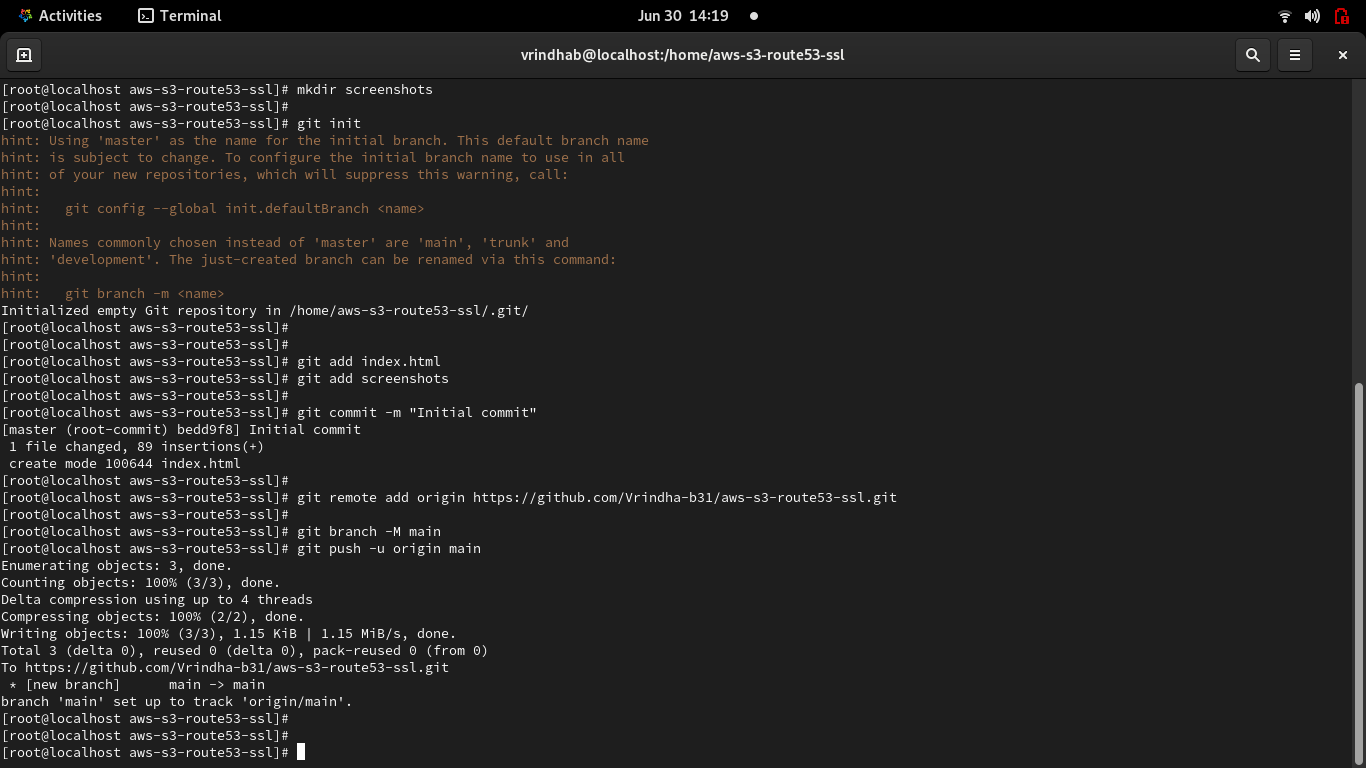 Activities Terminal Jun 30 14:19
vrindhab@localhost:/home/aws-s3-route53-ssl
[root@localhost aws-s3-route53-ssl]# mkdir screenshots
[root@localhost aws-s3-route53-ssl]#
[root@localhost aws-s3-route53-ssl]# git init
hint: Using 'master' as the name for the initial branch. This default branch name
hint: is subject to change. To configure the initial branch name to use in all
hint: of your new repositories, which will suppress this warning, call:
hint:
hint:   git config --global init.defaultBranch <name>
hint:
hint: Names commonly chosen instead of 'master' are 'main', 'trunk' and
hint: 'development'. The just-created branch can be renamed via this command:
hint:
hint:   git branch -m <name>
Initialized empty Git repository in /home/aws-s3-route53-ssl/.git/
[root@localhost aws-s3-route53-ssl]#
[root@localhost aws-s3-route53-ssl]#
[root@localhost aws-s3-route53-ssl]# git add index.html
[root@localhost aws-s3-route53-ssl]# git add screenshots
[root@localhost aws-s3-route53-ssl]#
[root@localhost aws-s3-route53-ssl]# git commit -m "Initial commit"
[master (root-commit) bedd9f8] Initial commit
 1 file changed, 89 insertions(+)
 create mode 100644 index.html
[root@localhost aws-s3-route53-ssl]#
[root@localhost aws-s3-route53-ssl]# git remote add origin https://github.com/Vrindha-b31/aws-s3-route53-ssl.git
[root@localhost aws-s3-route53-ssl]#
[root@localhost aws-s3-route53-ssl]# git branch -M main
[root@localhost aws-s3-route53-ssl]# git push -u origin main
Enumerating objects: 3, done.
Counting objects: 100% (3/3), done.
Delta compression using up to 4 threads
Compressing objects: 100% (2/2), done.
Writing objects: 100% (3/3), 1.15 KiB | 1.15 MiB/s, done.
Total 3 (delta 0), reused 0 (delta 0), pack-reused 0 (from 0)
To https://github.com/Vrindha-b31/aws-s3-route53-ssl.git
 * [new branch]      main -> main
branch 'main' set up to track 'origin/main'.
[root@localhost aws-s3-route53-ssl]#
[root@localhost aws-s3-route53-ssl]#
[root@localhost aws-s3-route53-ssl]#